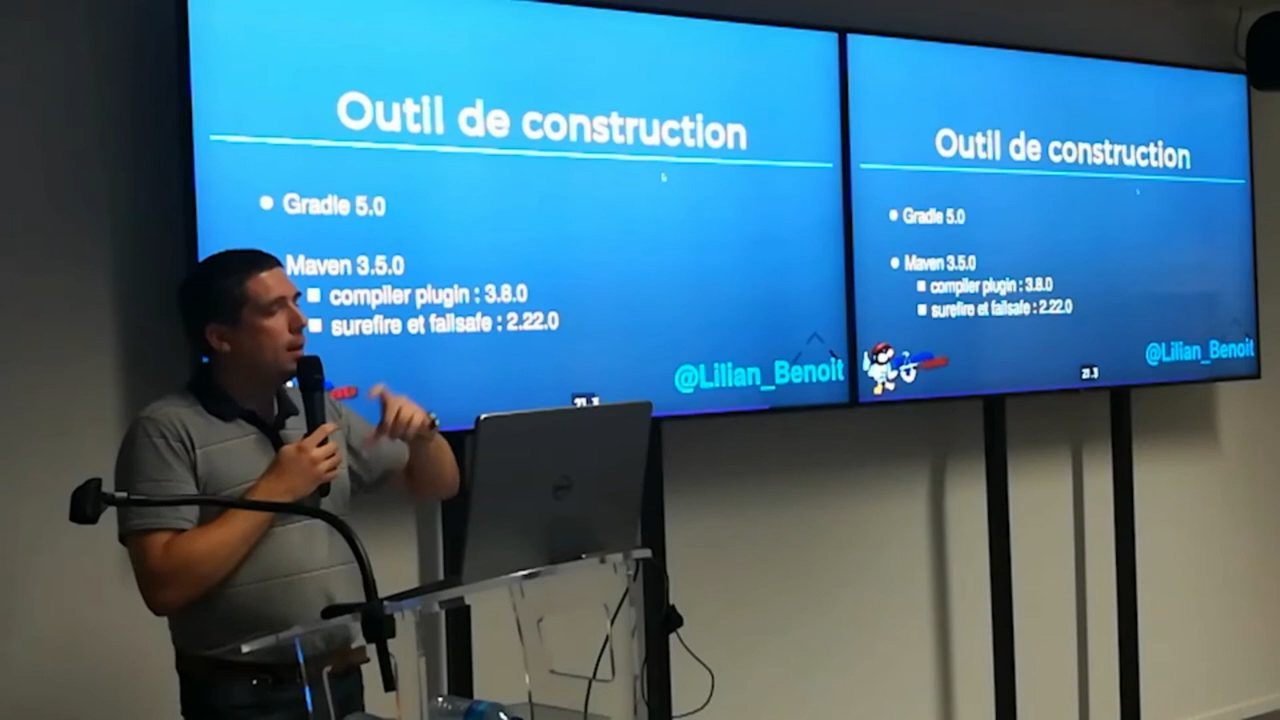 Outil de construction
Gradle 5.0
Maven 3.5.0
compiler plugin : 3.8.0
surefire et failsafe : 2.22.0
@Lilian_Benoit
Outil de construction
Gradle 5.0
Maven 3.5.0
compiler plugin : 3.8.0
surefire et failsafe : 2.22.0
@Lilian_Benoit